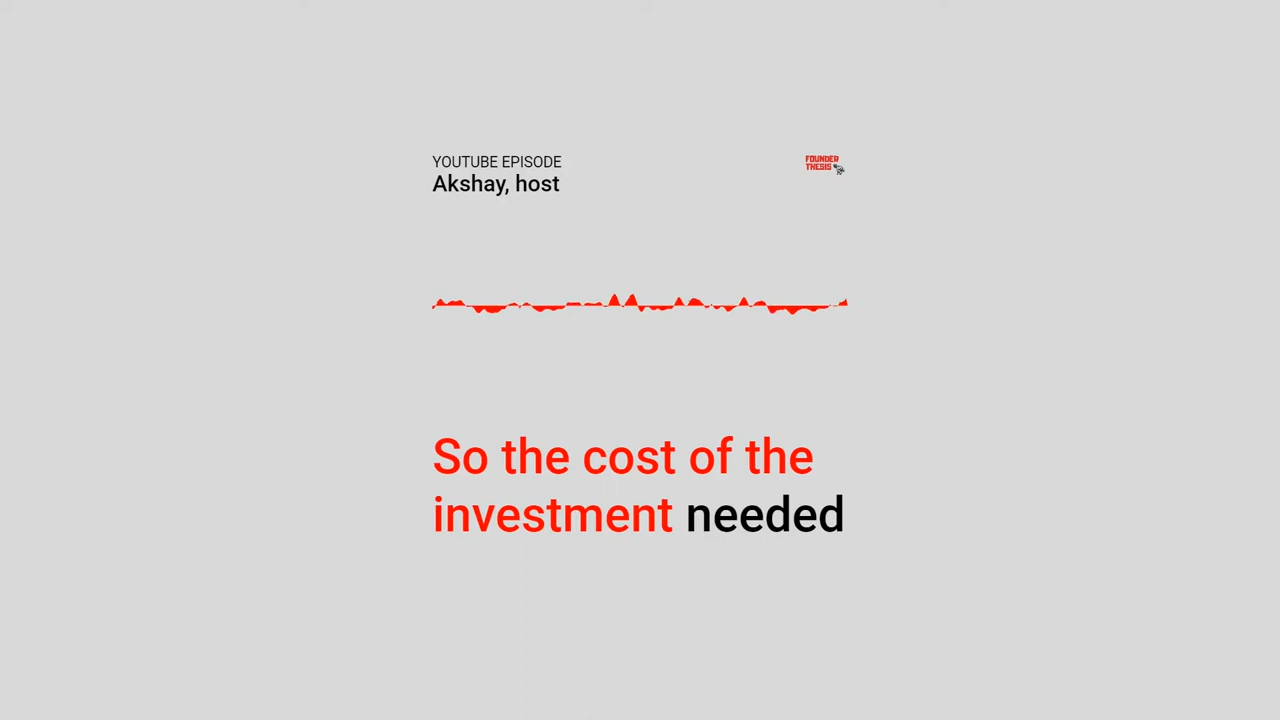 YOUTUBE EPISODE
Akshay, host
FOUNDER
THESIS
So the cost of the
investment needed